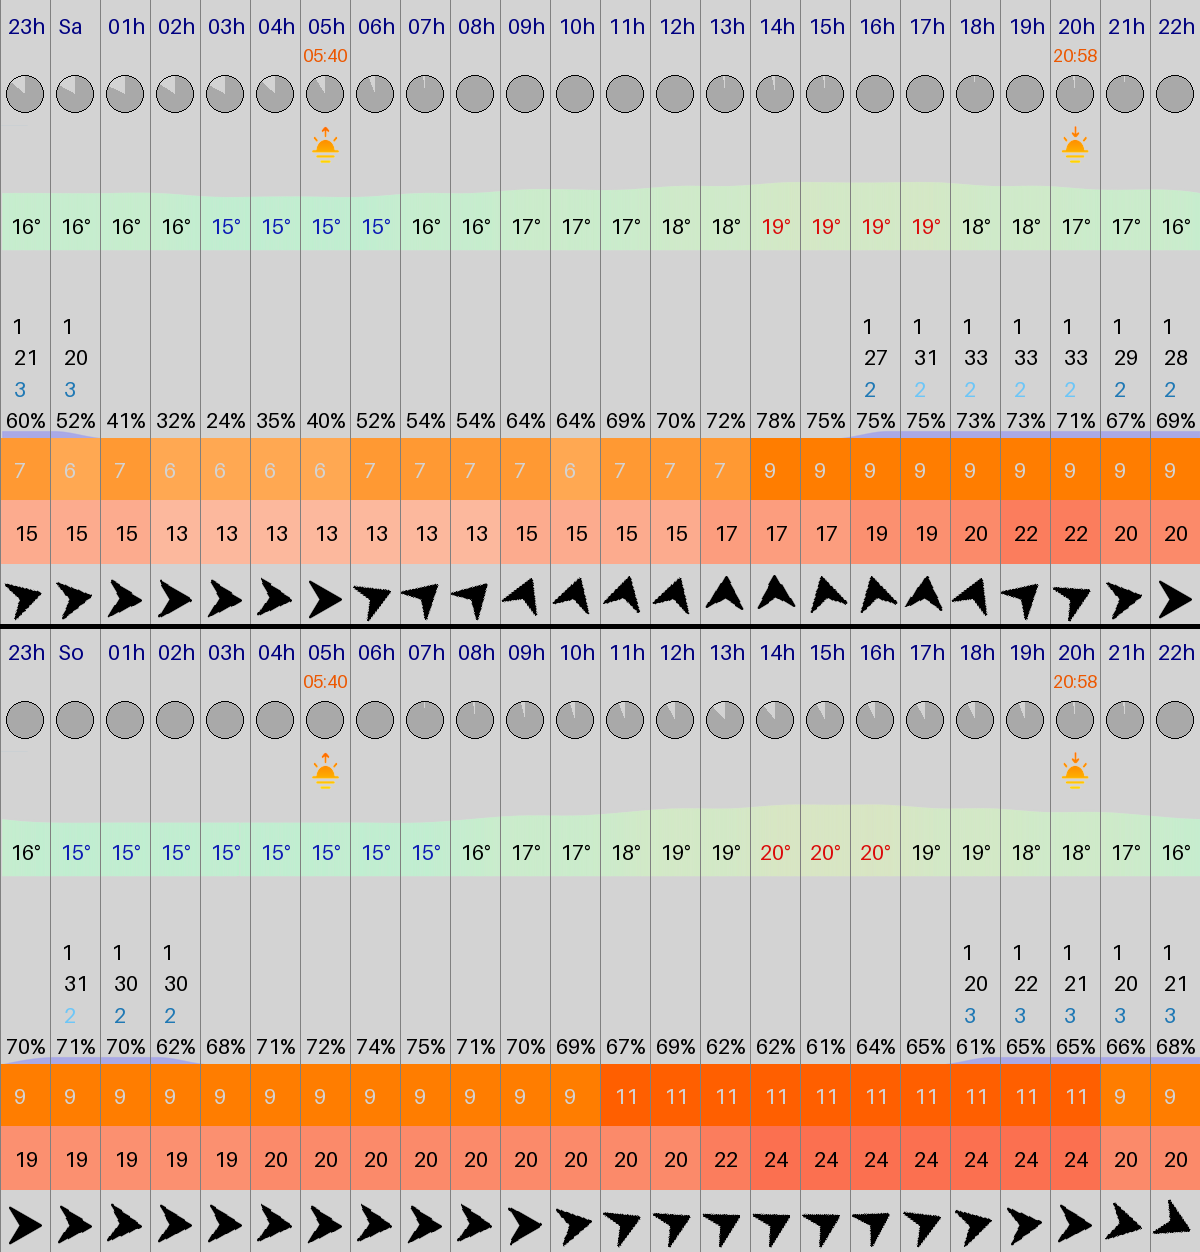 23h Sa 01h 02h 03h 04h 05h 06h 07h 08h 09h 10h 11h 12h 13h 14h 15h 16h 17h 18h 19h 20h 21h 22h
05:40 20:58
16° 16° 16° 16° 15° 15° 15° 15° 16° 16° 17° 17° 17° 18° 18° 19° 19° 19° 19° 18° 18° 17° 17° 16°
1 1 1 1 1 1 1 1 1
21 20 27 31 33 33 33 29 28
3 3 2 2 2 2 2 2 2
60% 52% 41% 32% 24% 35% 40% 52% 54% 54% 64% 64% 69% 70% 72% 78% 75% 75% 75% 73% 73% 71% 67% 69%
7 6 7 6 6 6 6 7 7 7 7 6 7 7 7 9 9 9 9 9 9 9 9 9
15 15 15 13 13 13 13 13 13 13 15 15 15 15 17 17 17 19 19 20 22 22 20 20
23h So 01h 02h 03h 04h 05h 06h 07h 08h 09h 10h 11h 12h 13h 14h 15h 16h 17h 18h 19h 20h 21h 22h
05:40 20:58
16° 15° 15° 15° 15° 15° 15° 15° 15° 16° 17° 17° 18° 19° 19° 20° 20° 20° 19° 19° 18° 18° 17° 16°
1 1 1 1 1 1 1 1
31 30 30 20 22 21 20 21
2 2 2 3 3 3 3 3
70% 71% 70% 62% 68% 71% 72% 74% 75% 71% 70% 69% 67% 69% 62% 62% 61% 64% 65% 61% 65% 65% 66% 68%
9 9 9 9 9 9 9 9 9 9 9 9 11 11 11 11 11 11 11 11 11 11 9 9
19 19 19 19 19 20 20 20 20 20 20 20 20 20 22 24 24 24 24 24 24 24 20 20